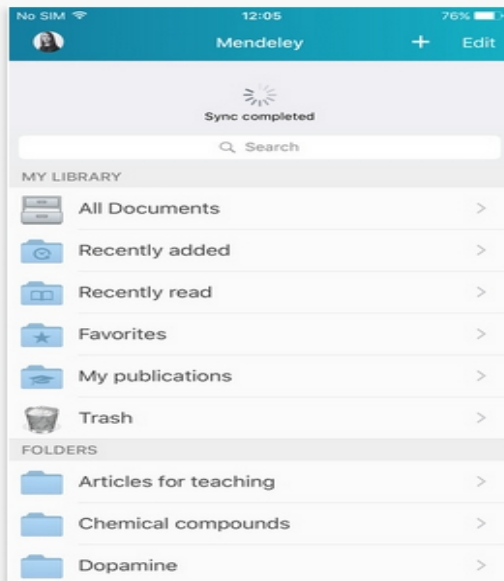 No SIM 12:05 76%
Mendeley + Edit
Sync completed
Search
MY LIBRARY
All Documents
Recently added
Recently read
Favorites
My publications
Trash
FOLDERS
Articles for teaching
Chemical compounds
Dopamine